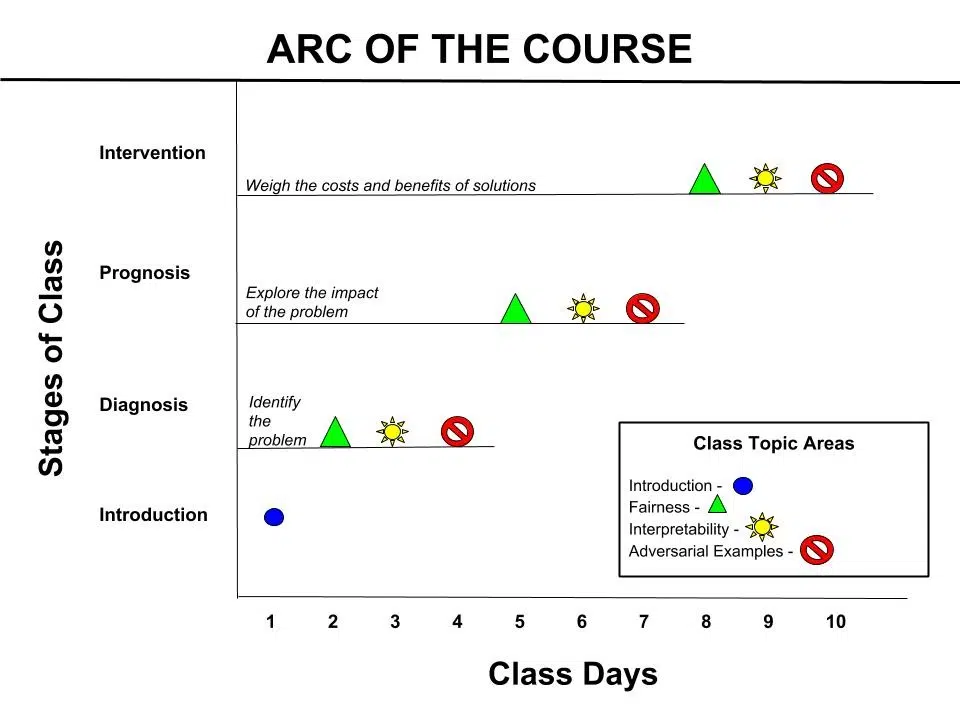 ARC OF THE COURSE
Stages of Class
Intervention
Weigh the costs and benefits of solutions
Prognosis
Explore the impact
of the problem
Diagnosis
Identify
the
problem
Introduction
Class Topic Areas
Introduction -
Fairness -
Interpretability -
Adversarial Examples -
1 2 3 4 5 6 7 8 9 10
Class Days